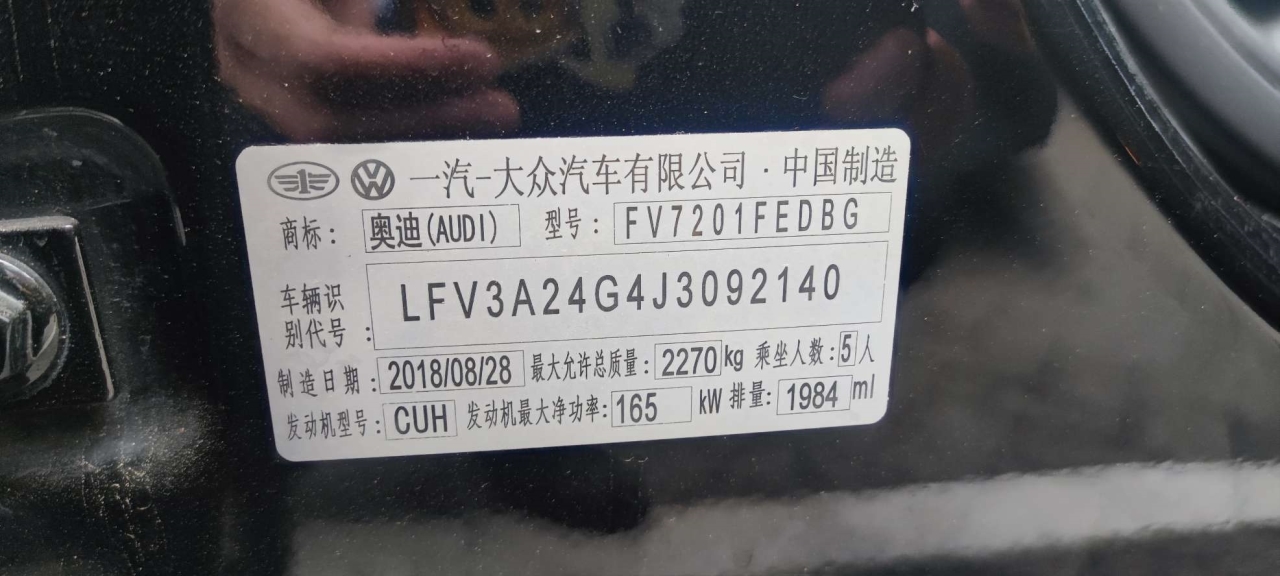 一汽-大众汽车有限公司·中国制造
商标: 奥迪(AUDI) 型号: FV7201FEDBG
车辆识别代号: LFV3A24G4J3092140
制造日期: 2018/08/28 最大允许总质量: 2270 kg 乘坐人数: 5 人
发动机型号: CUH 发动机最大净功率: 165 kW 排量: 1984 ml